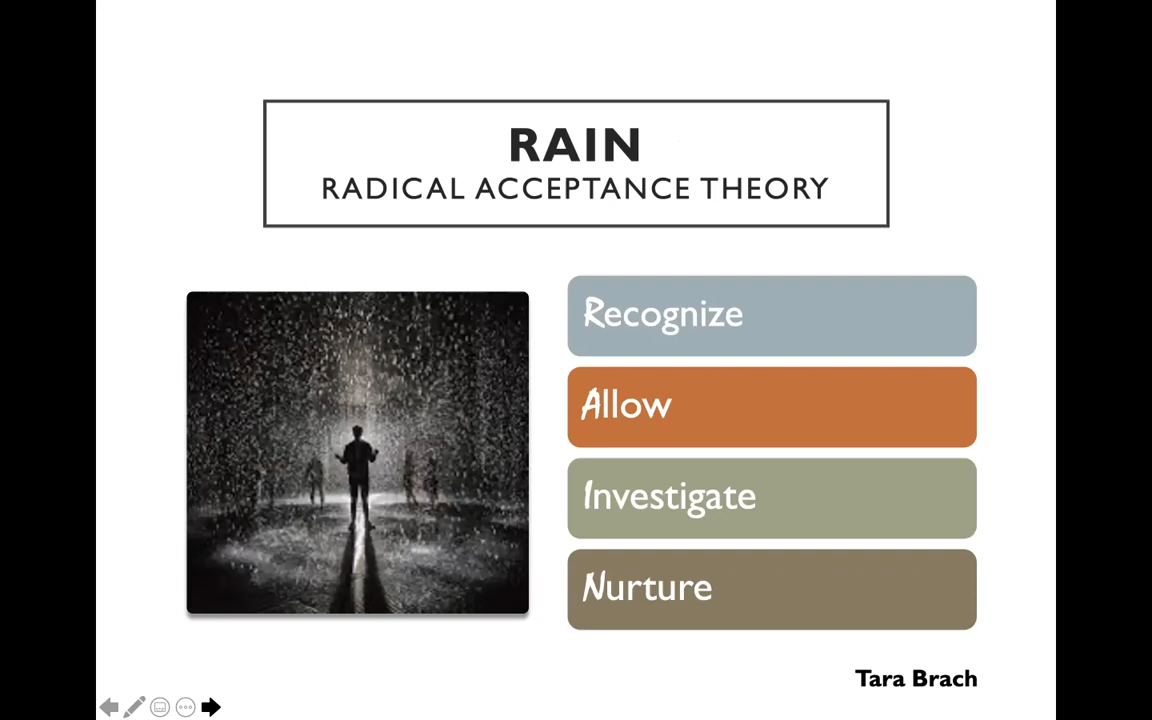 RAIN
RADICAL ACCEPTANCE THEORY
Recognize
Allow
Investigate
Nurture
Tara Brach